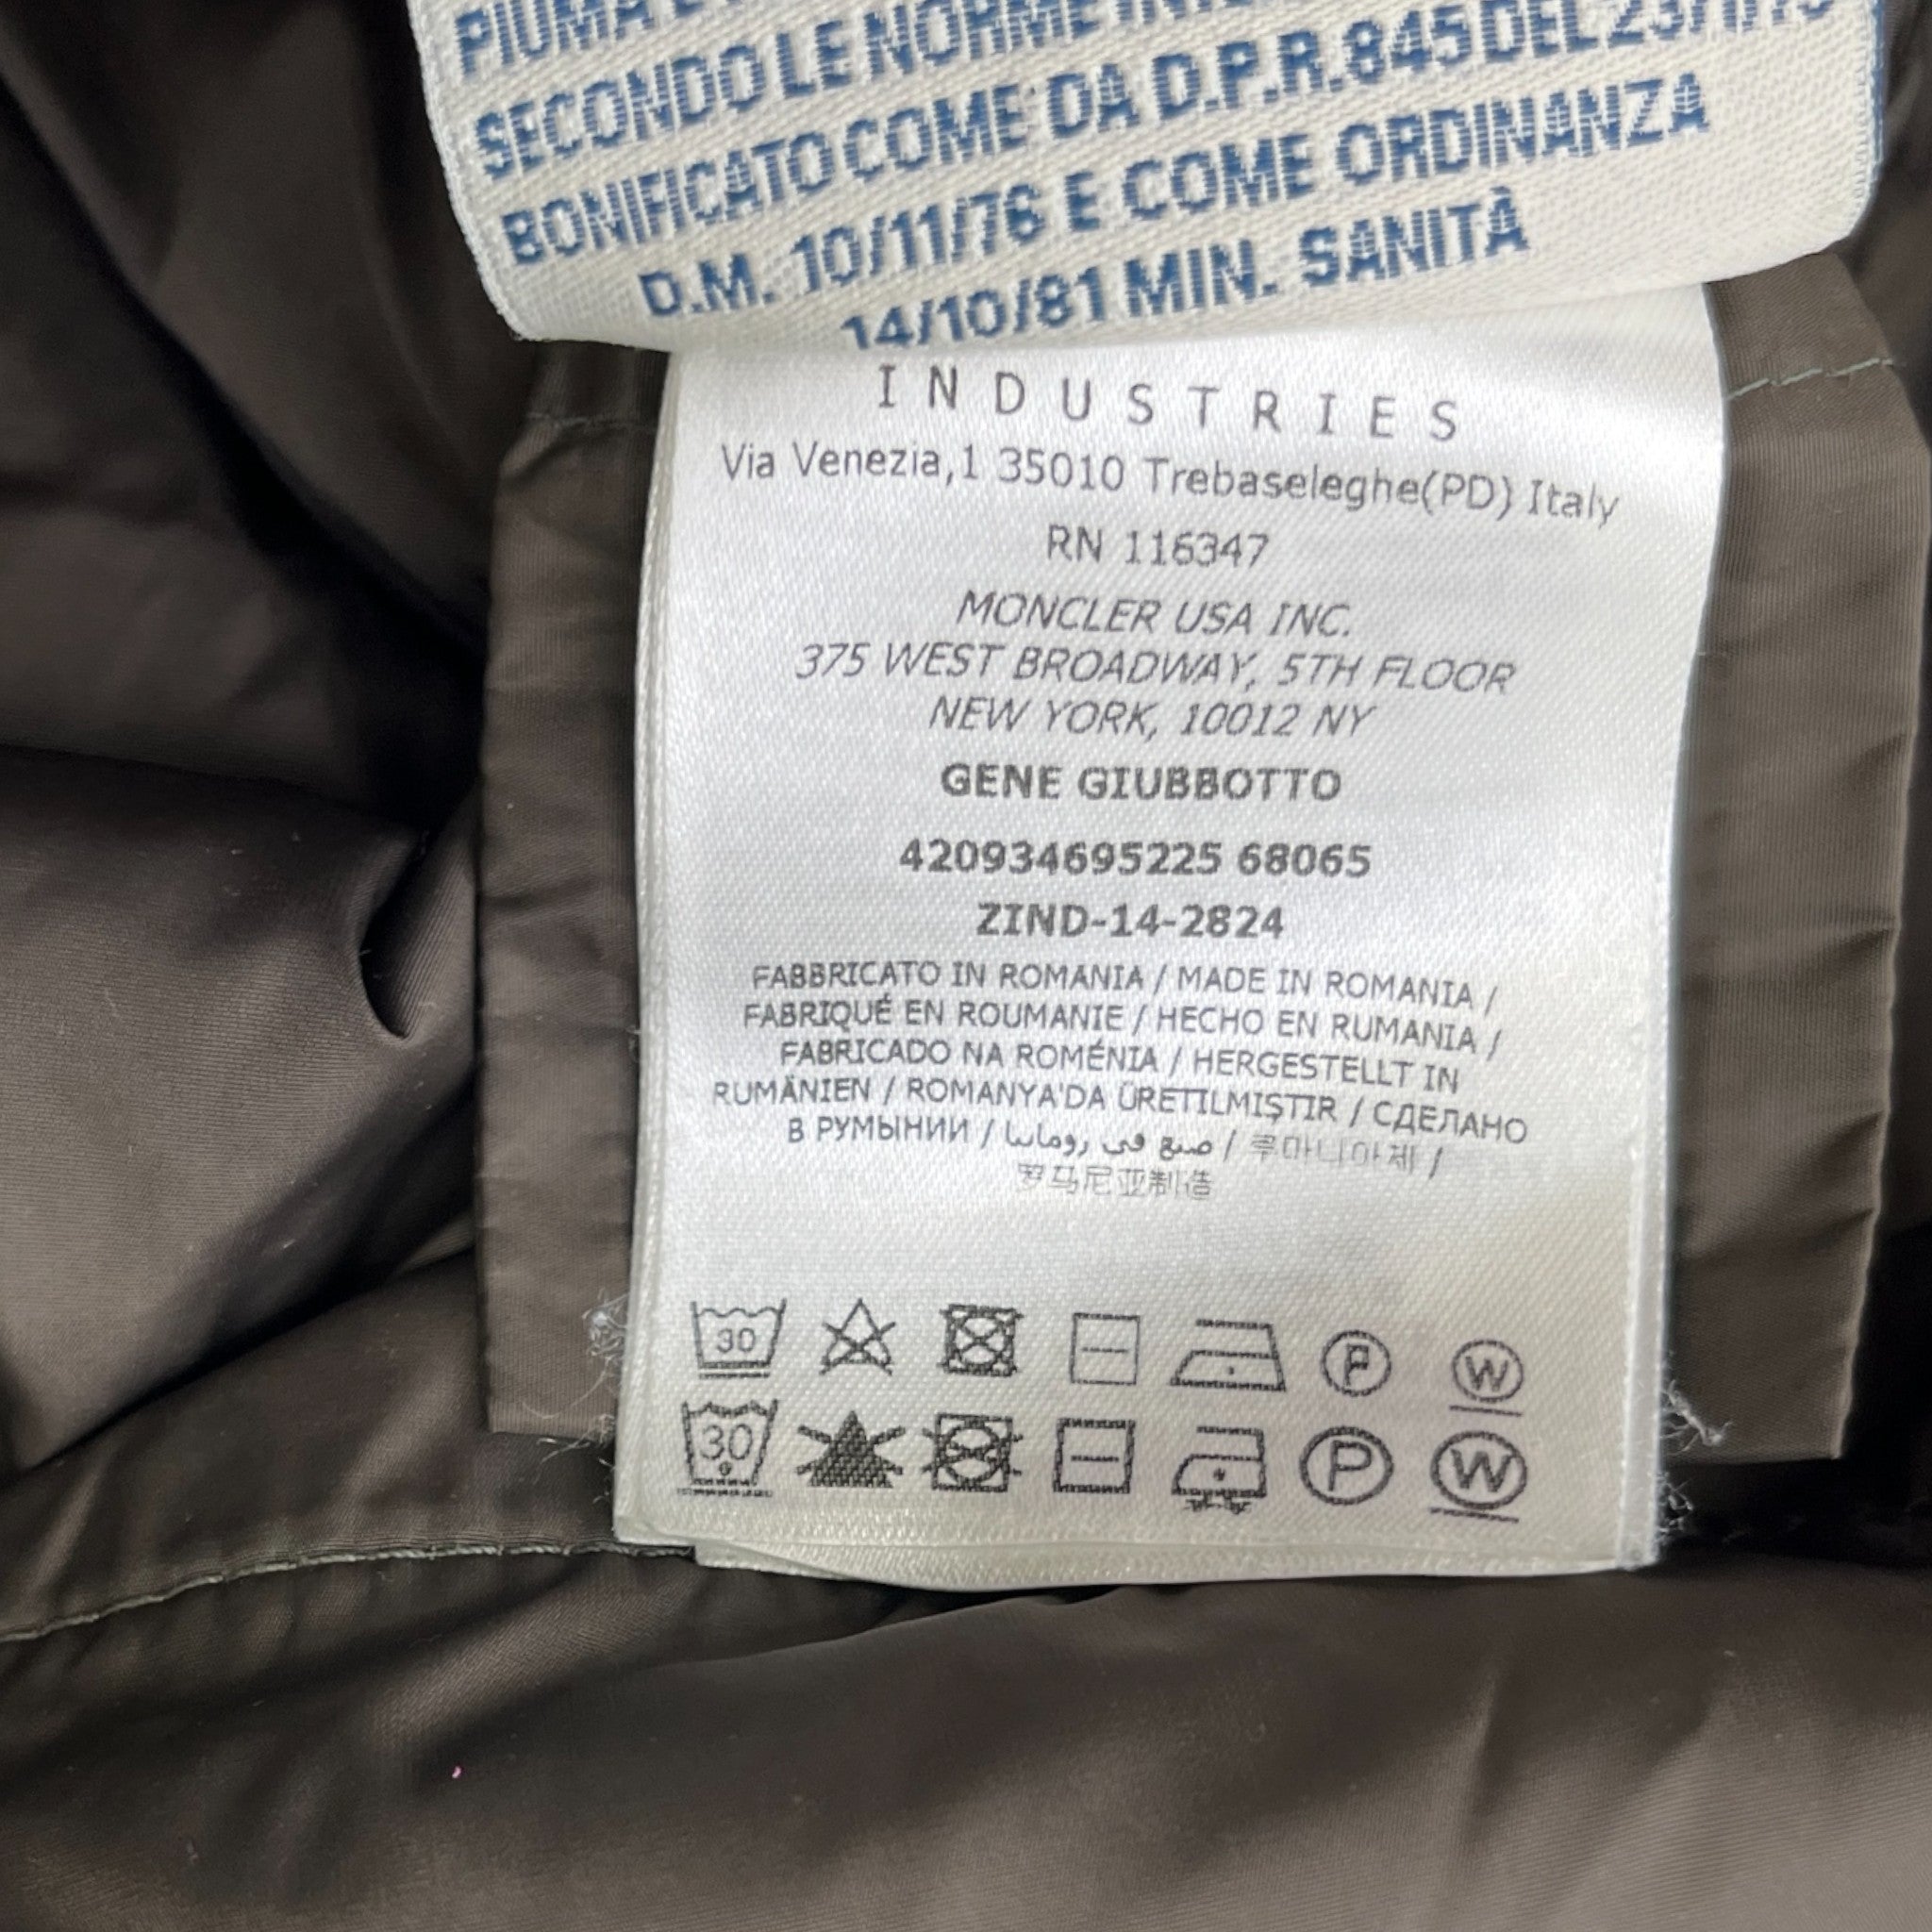 PIUMA
SECONDO LE NORME
BONIFICATO COME DA D.P.R. 845 DEL
D.M. 10/11/76 E COME ORDINANZA
14/10/81 MIN. SANITÀ
INDUSTRIES
Via Venezia,1 35010 Trebaseleghe(PD) Italy
RN 116347
MONCLER USA INC.
375 WEST BROADWAY, 5TH FLOOR
NEW YORK, 10012 NY
GENE GIUBBOTTO
420934695225 68065
ZIND-14-2824
FABBRICATO IN ROMANIA / MADE IN ROMANIA /
FABRIQUÉ EN ROUMANIE / HECHO EN RUMANIA /
FABRICADO NA ROMÉNIA / HERGESTELLT IN
RUMÄNIEN / ROMANYA'DA ÜRETILMIŞTIR / СДЕЛАНО
В РУМЫНИИ / صنع في رومانيا / 루마니아제 /
罗马尼亚制造
30 P W
30 P W